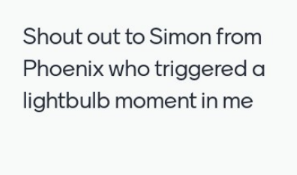 Shout out to Simon from
Phoenix who triggered a
lightbulb moment in me